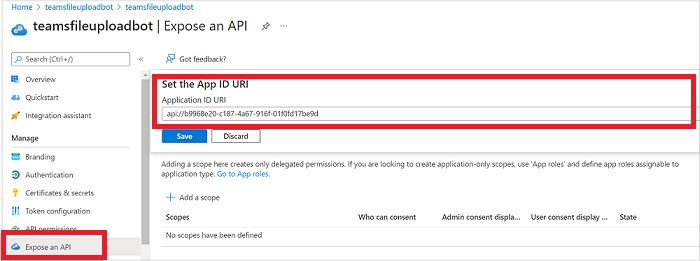 Home > teamsfileuploadbot > teamsfileuploadbot
teamsfileuploadbot | Expose an API
Search (Ctrl+/)
Got feedback?
Overview
Quickstart
Integration assistant
Manage
Branding
Authentication
Certificates & secrets
Token configuration
API permissions
Expose an API
Set the App ID URI
Application ID URI
api://b9968e20-c187-4a67-916f-01f0fd17be9d
Save Discard
Adding a scope here creates only delegated permissions. If you are looking to create application-only scopes, use 'App roles' and define app roles assignable to
application type. Go to App roles.
Add a scope
Scopes Who can consent Admin consent displa... User consent display ... State
No scopes have been defined